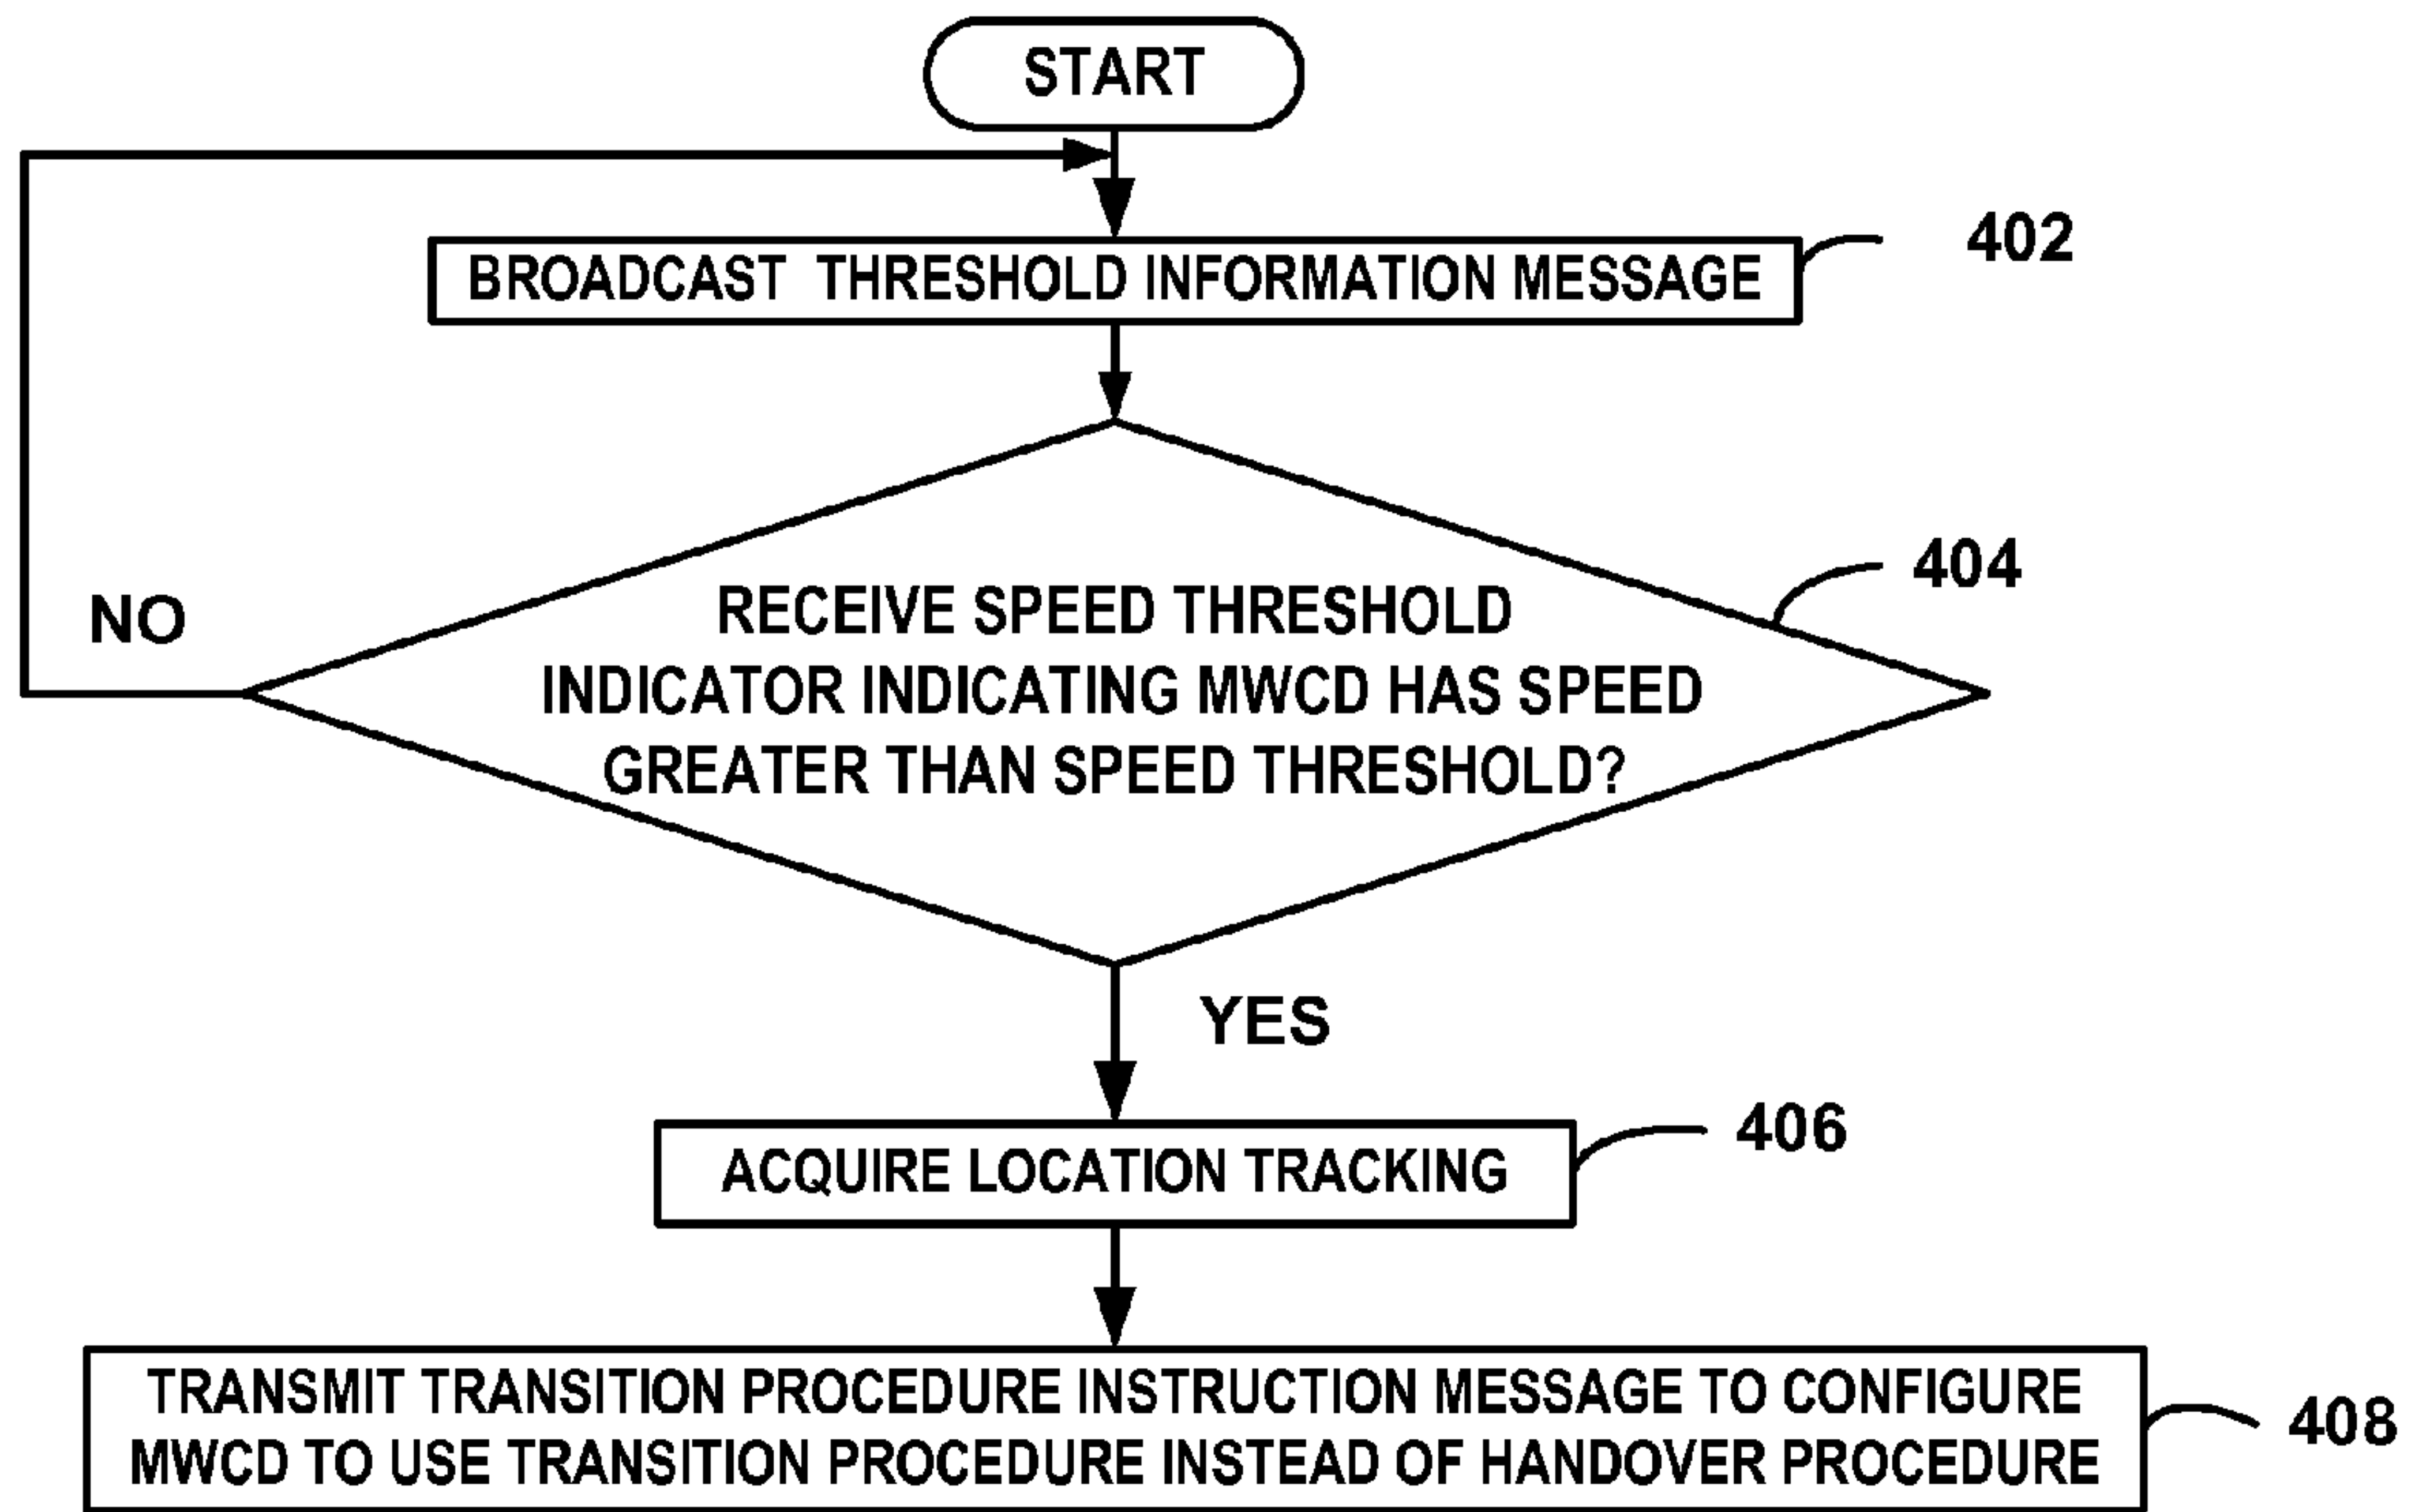 START
BROADCAST THRESHOLD INFORMATION MESSAGE
402
404
RECEIVE SPEED THRESHOLD
INDICATOR INDICATING MWCD HAS SPEED
GREATER THAN SPEED THRESHOLD?
NO
YES
406
ACQUIRE LOCATION TRACKING
TRANSMIT TRANSITION PROCEDURE INSTRUCTION MESSAGE TO CONFIGURE
MWCD TO USE TRANSITION PROCEDURE INSTEAD OF HANDOVER PROCEDURE
408